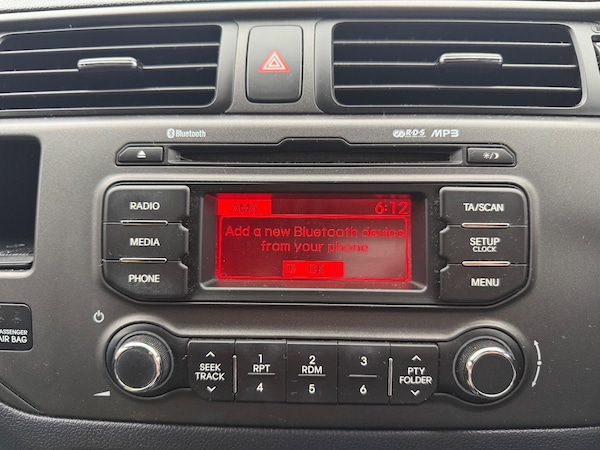 Bluetooth
R·D·S MP3
6:12
RADIO
MEDIA
PHONE
Add a new Bluetooth device
from your phone
TA/SCAN
SETUP
CLOCK
MENU
PASSENGER
AIR BAG
SEEK
TRACK
1
RPT
4
2
RDM
5
3
6
PTY
FOLDER